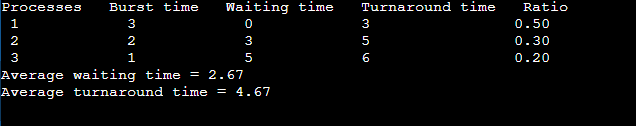 Processes Burst time Waiting time Turnaround time Ratio
1 3 0 3 0.50
2 2 3 5 0.30
3 1 5 6 0.20
Average waiting time = 2.67
Average turnaround time = 4.67